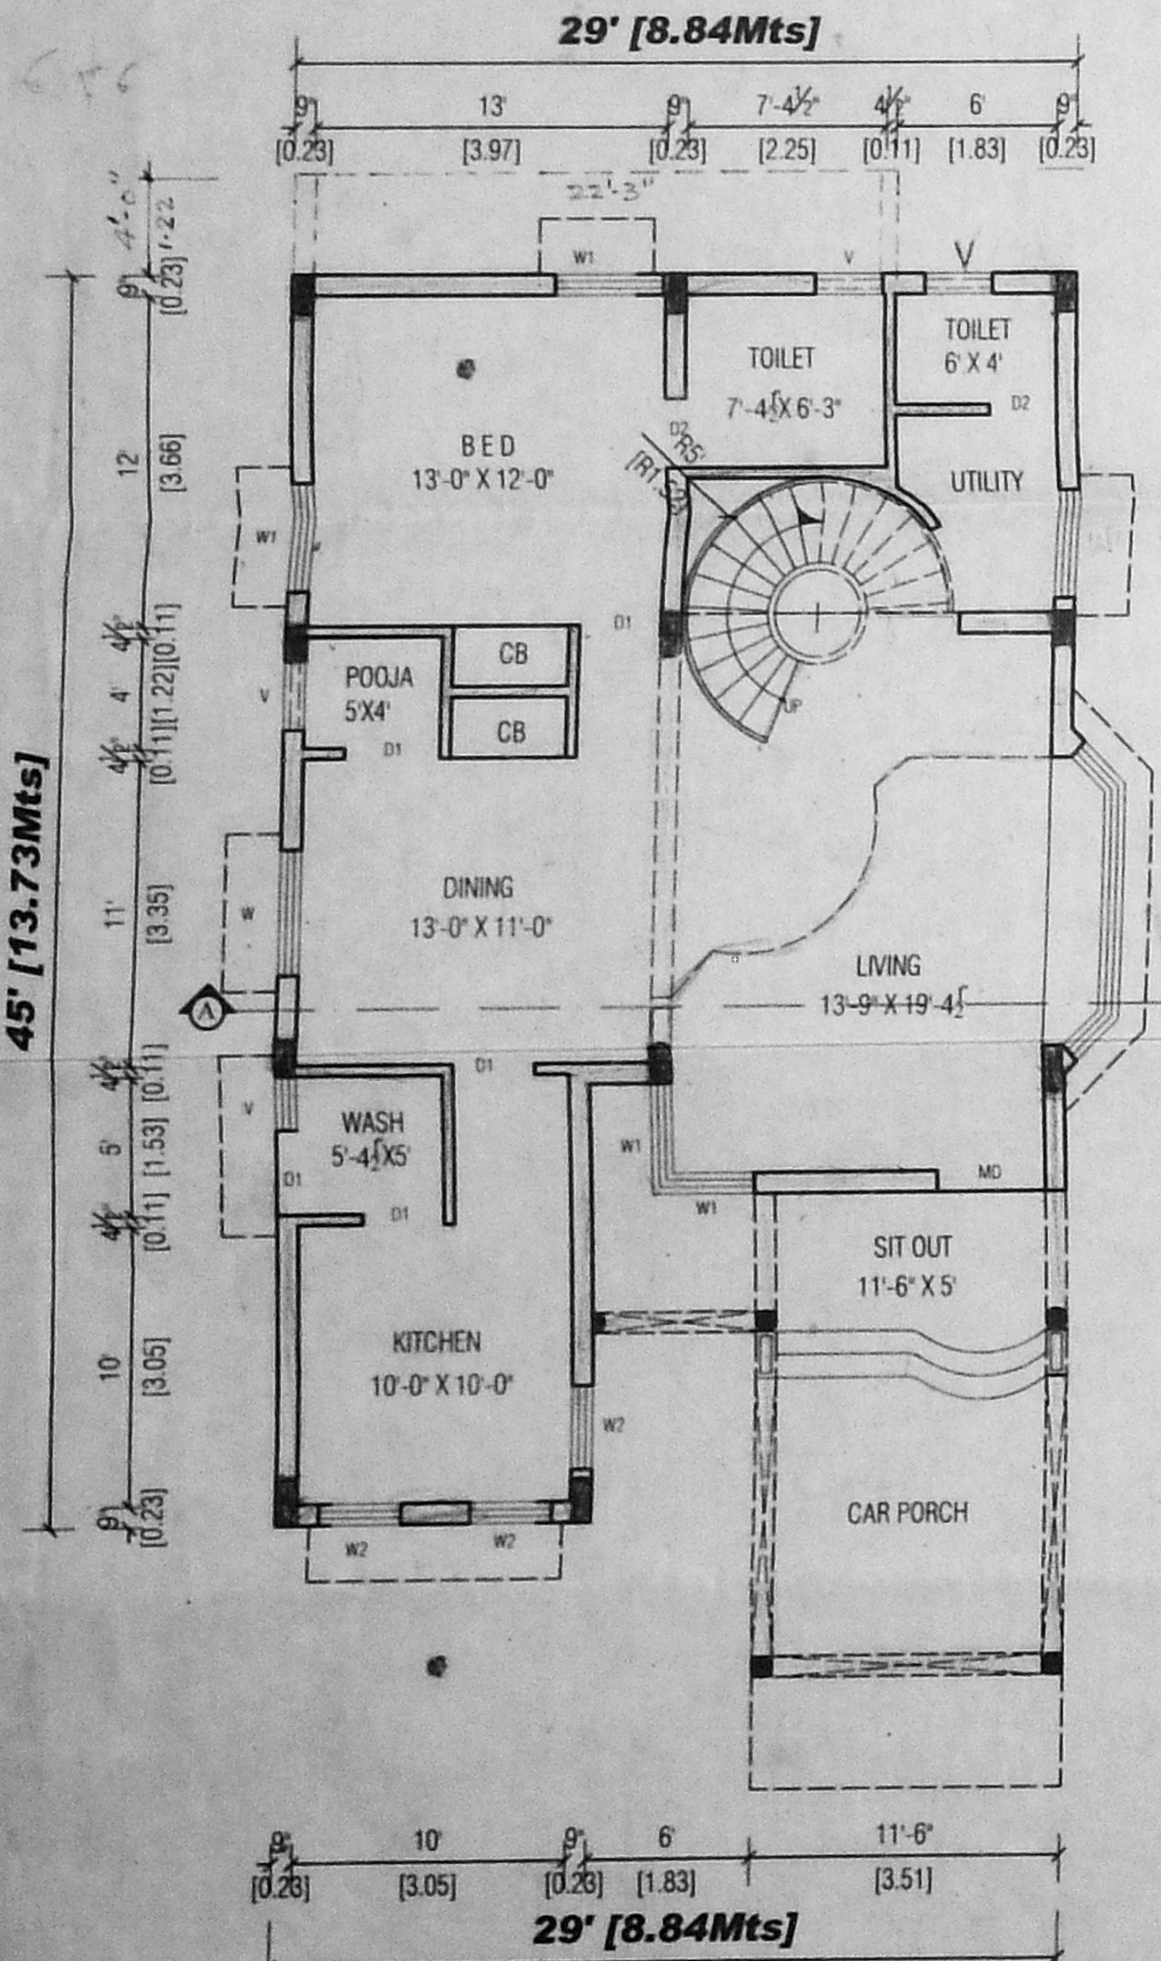 29' [8.84Mts]
9" 13' 9" 7'-4½" 4½" 6' 9"
[0.23] [3.97] [0.23] [2.25] [0.11] [1.83] [0.23]
22'-3"
4'-0"
1.22
W1 V V
9" [0.23]
TOILET
6' X 4'
D2
TOILET
7'-4½ X 6'-3"
D2
R5'
BED
13'-0" X 12'-0"
12' [3.66]
UTILITY
W1
D1
4½" [0.11]
CB
POOJA
5'X4'
4' [1.22]
V
CB
D1
UP
4½" [0.11]
45' [13.73Mts]
DINING
13'-0" X 11'-0"
11' [3.35]
W
LIVING
13'-9" X 19'-4½
A
D1
4½" [0.11]
V
WASH
5'-4½X5'
5' [1.53]
W1
D1
MD
D1
W1
4½" [0.11]
SIT OUT
11'-6" X 5'
KITCHEN
10'-0" X 10'-0"
10' [3.05]
W2
CAR PORCH
9" [0.23]
W2 W2
9" 10' 9" 6' 11'-6"
[0.23] [3.05] [0.23] [1.83] [3.51]
29' [8.84Mts]